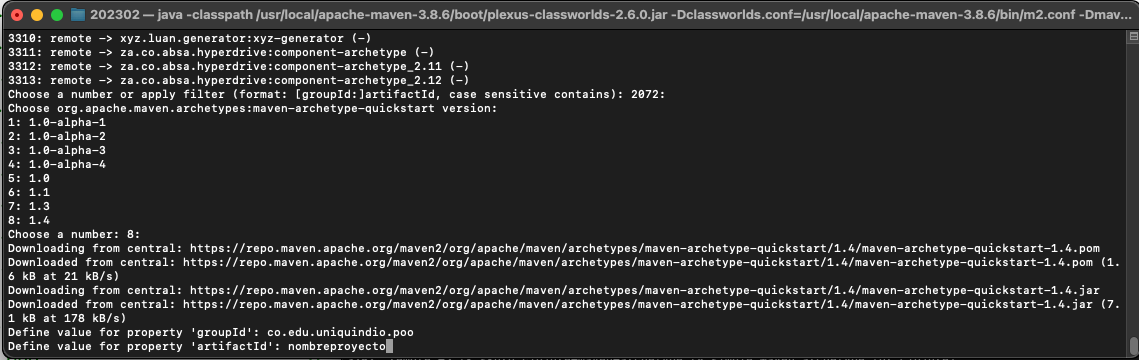 202302 — java -classpath /usr/local/apache-maven-3.8.6/boot/plexus-classworlds-2.6.0.jar -Dclassworlds.conf=/usr/local/apache-maven-3.8.6/bin/m2.conf -Dmav...
3310: remote -> xyz.luan.generator:xyz-generator (-)
3311: remote -> za.co.absa.hyperdrive:component-archetype (-)
3312: remote -> za.co.absa.hyperdrive:component-archetype_2.11 (-)
3313: remote -> za.co.absa.hyperdrive:component-archetype_2.12 (-)
Choose a number or apply filter (format: [groupId:]artifactId, case sensitive contains): 2072:
Choose org.apache.maven.archetypes:maven-archetype-quickstart version:
1: 1.0-alpha-1
2: 1.0-alpha-2
3: 1.0-alpha-3
4: 1.0-alpha-4
5: 1.0
6: 1.1
7: 1.3
8: 1.4
Choose a number: 8:
Downloading from central: https://repo.maven.apache.org/maven2/org/apache/maven/archetypes/maven-archetype-quickstart/1.4/maven-archetype-quickstart-1.4.pom
Downloaded from central: https://repo.maven.apache.org/maven2/org/apache/maven/archetypes/maven-archetype-quickstart/1.4/maven-archetype-quickstart-1.4.pom (1.
6 kB at 21 kB/s)
Downloading from central: https://repo.maven.apache.org/maven2/org/apache/maven/archetypes/maven-archetype-quickstart/1.4/maven-archetype-quickstart-1.4.jar
Downloaded from central: https://repo.maven.apache.org/maven2/org/apache/maven/archetypes/maven-archetype-quickstart/1.4/maven-archetype-quickstart-1.4.jar (7.
1 kB at 178 kB/s)
Define value for property 'groupId': co.edu.uniquindio.poo
Define value for property 'artifactId': nombreproyecto